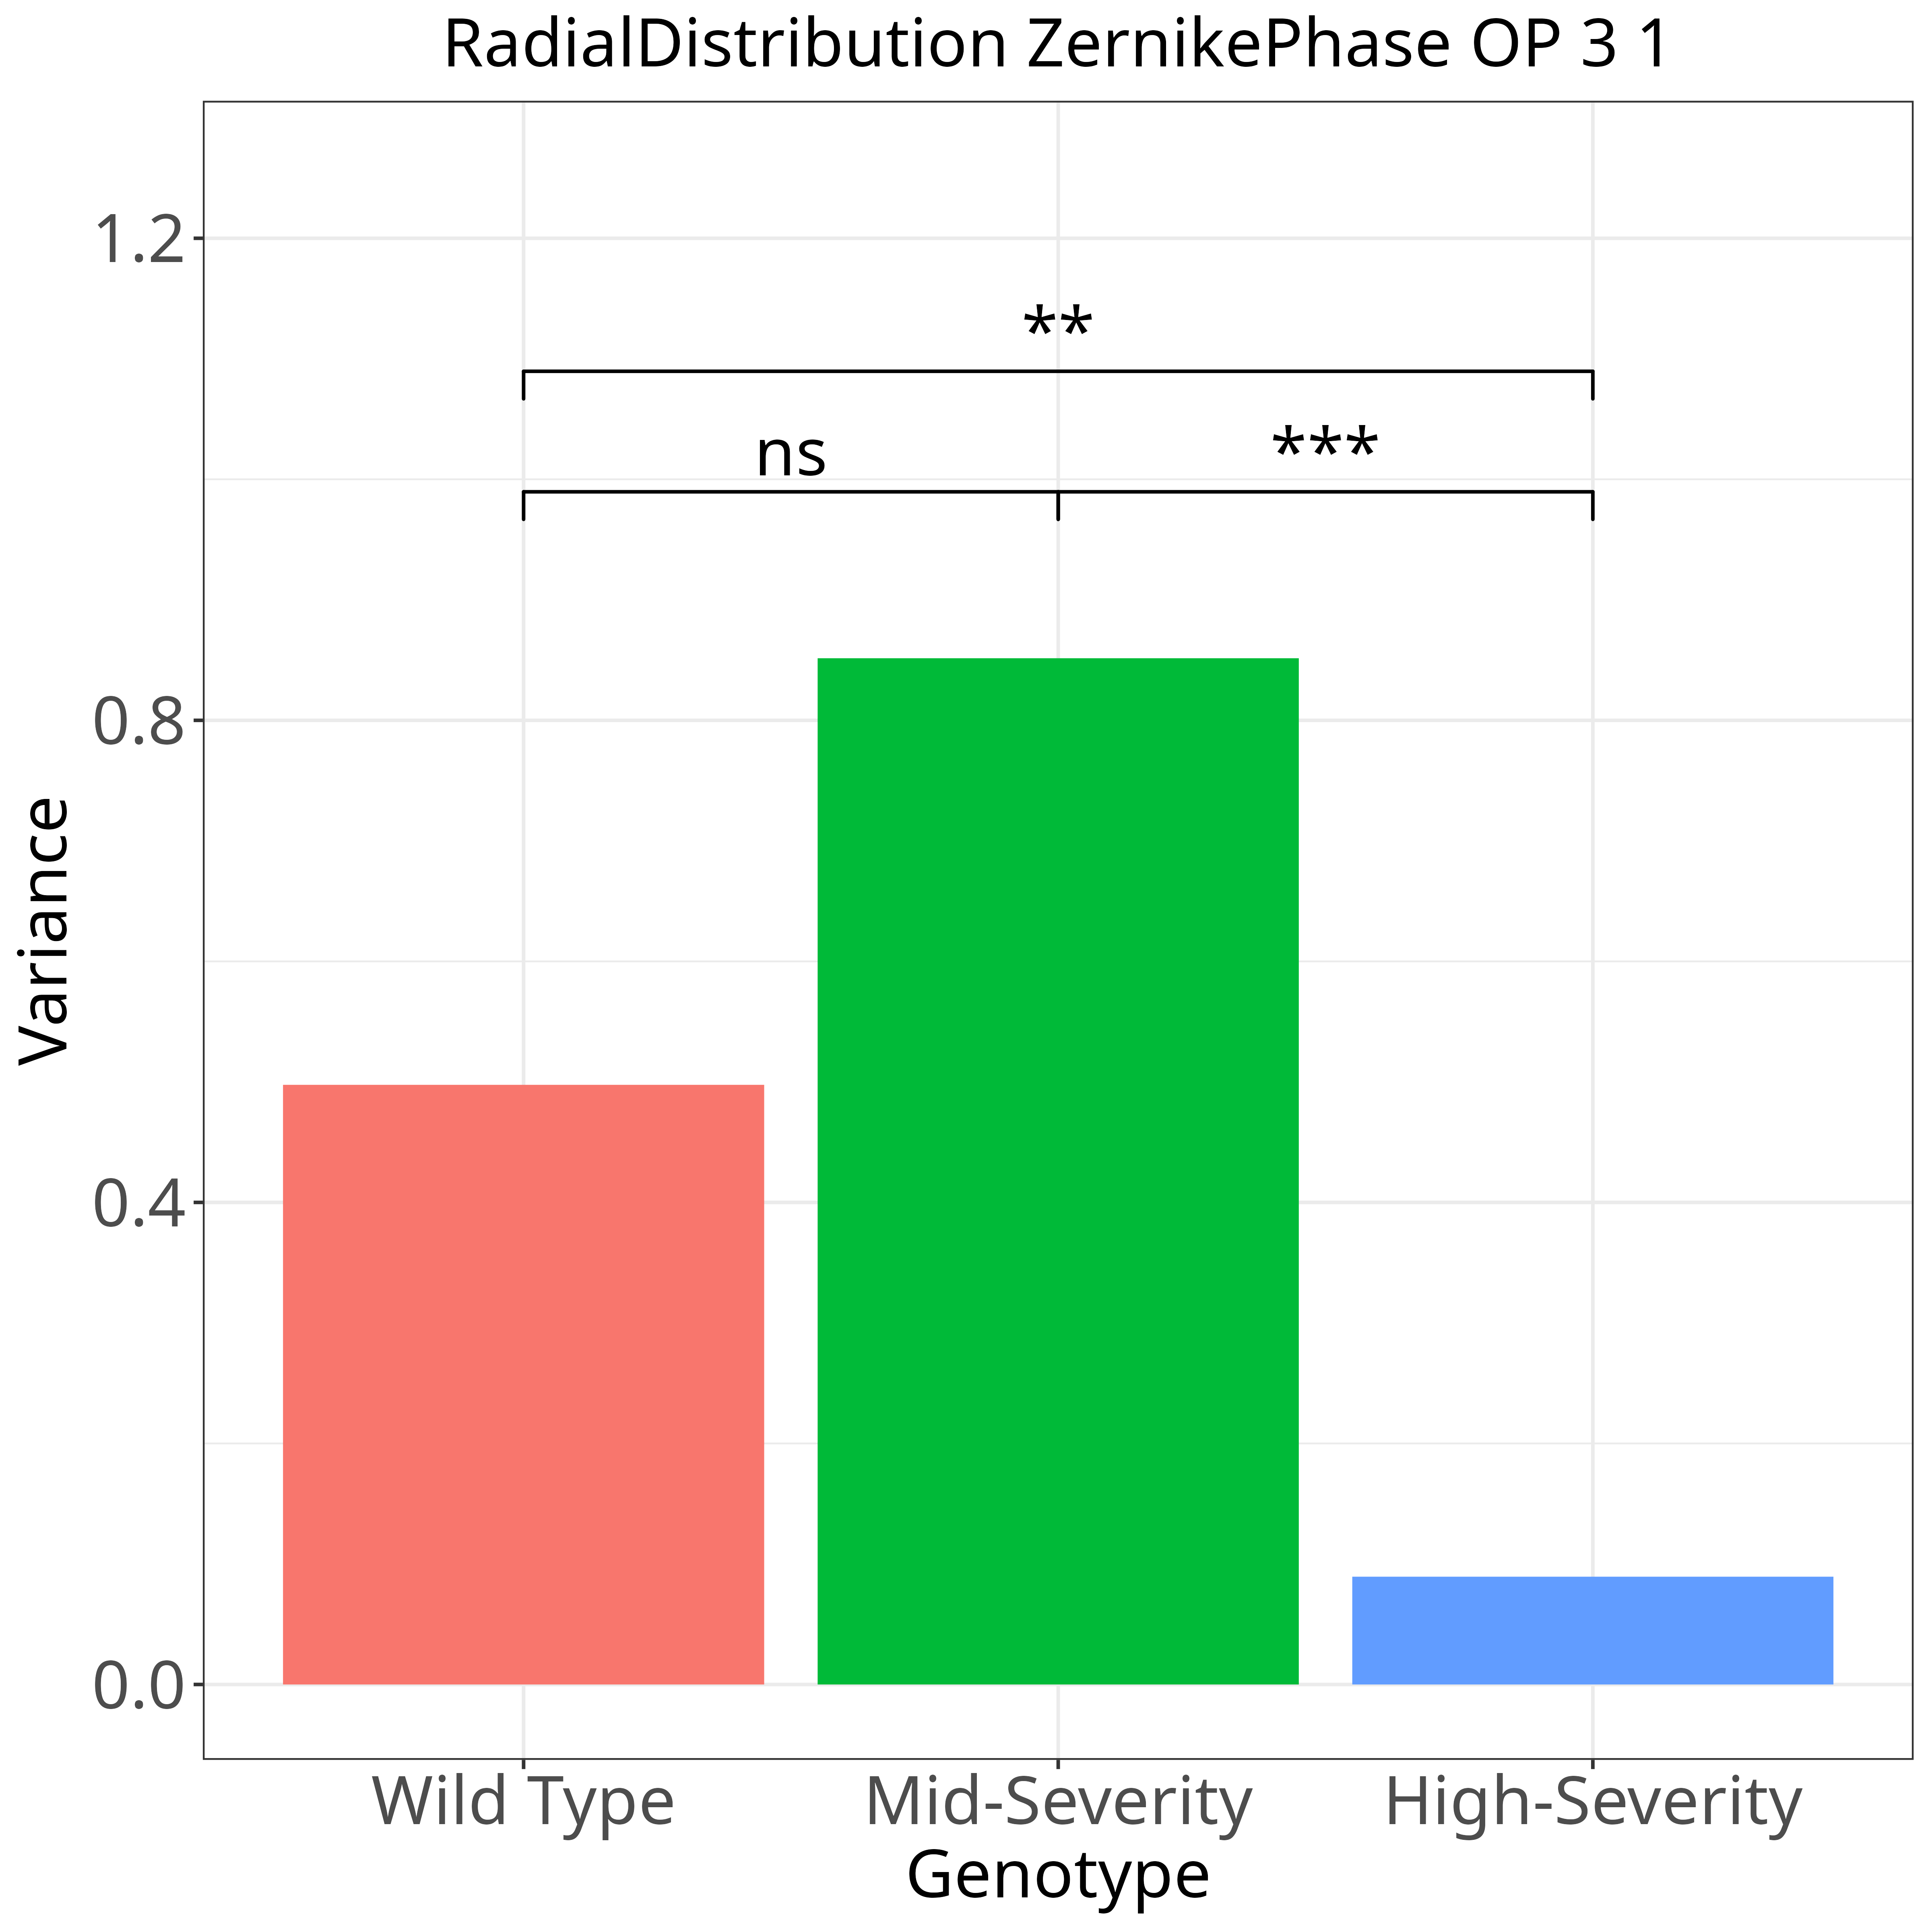 RadialDistribution ZernikePhase OP 3 1
1.2
**
ns
***
0.8
Variance
0.4
0.0
Wild Type
Mid-Severity
High-Severity
Genotype